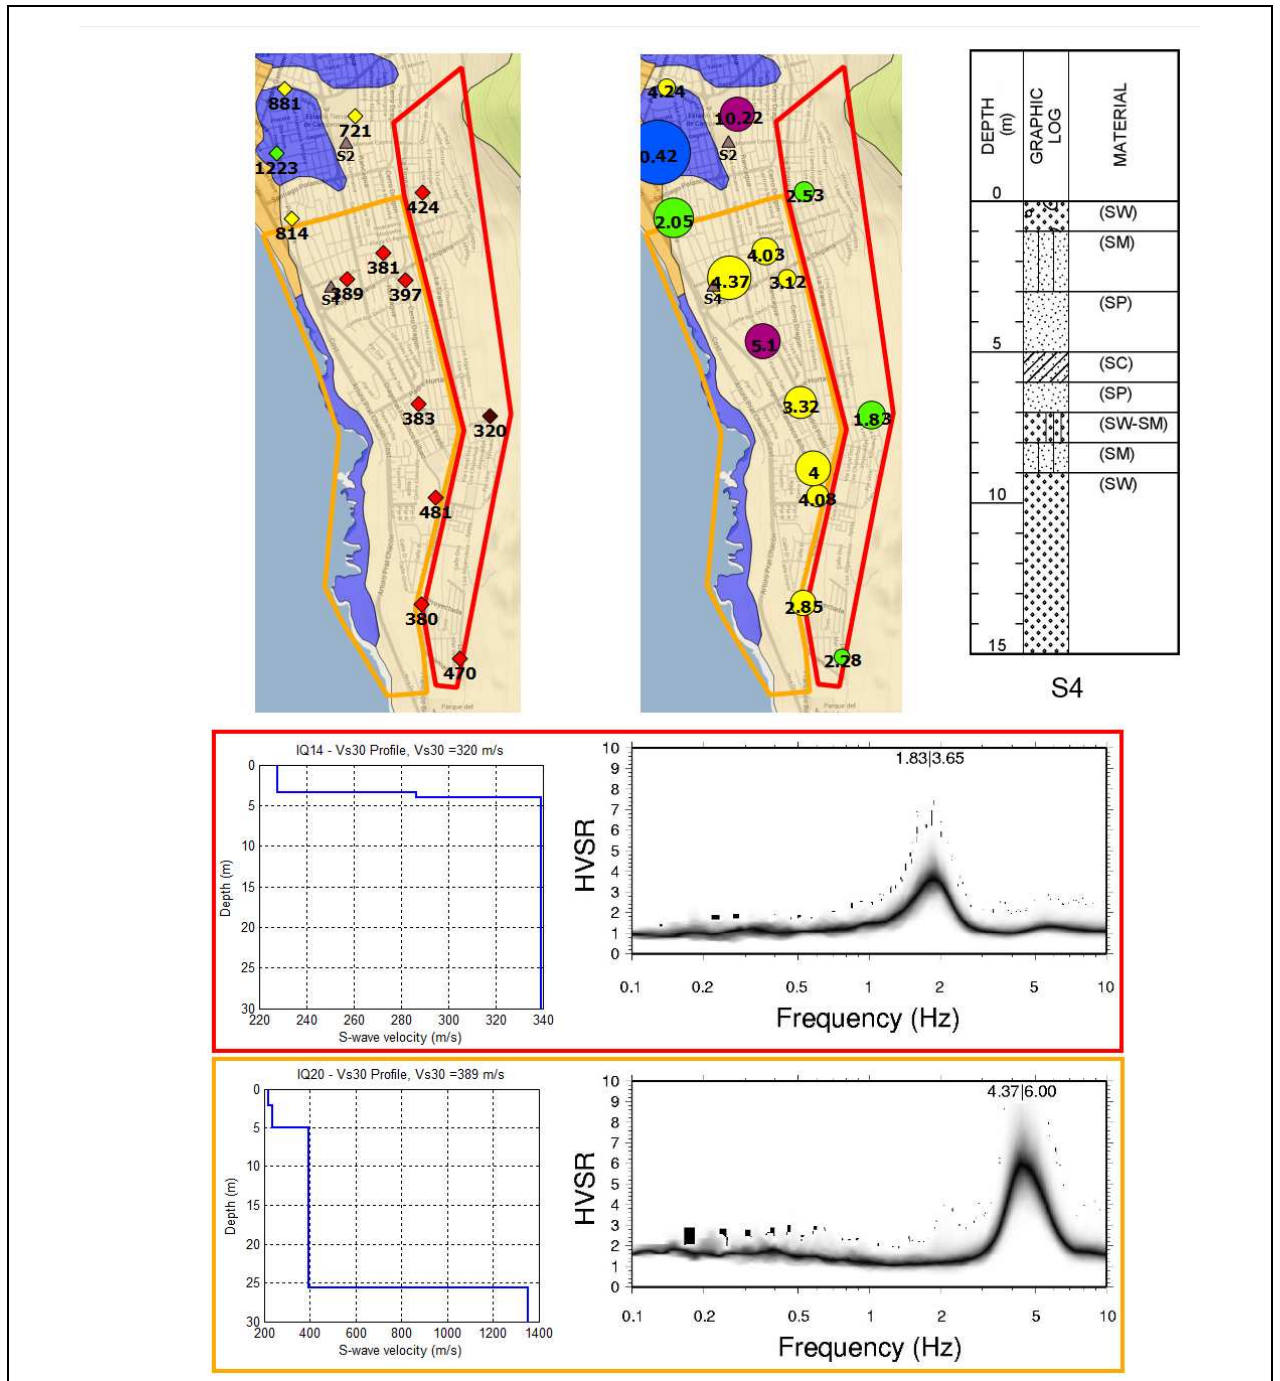 881
721
S2
1223
814
424
381
389
S4
397
383
320
481
380
470
4.24
10.22
S2
0.42
2.53
2.05
4.03
4.37
3.12
S4
5.1
3.32
1.83
4
4.08
2.85
2.28
Parque del
Parque del
DEPTH (m)
GRAPHIC LOG
MATERIAL
0
(SW)
(SM)
(SP)
5
(SC)
(SP)
(SW-SM)
(SM)
(SW)
10
15
S4
IQ14 - Vs30 Profile, Vs30 =320 m/s
0
5
10
15
20
25
30
220 240 260 280 300 320 340
Depth (m)
S-wave velocity (m/s)
1.83|3.65
10
9
8
7
6
5
4
3
2
1
0
HVSR
0.1 0.2 0.5 1 2 5 10
Frequency (Hz)
IQ20 - Vs30 Profile, Vs30 =389 m/s
0
5
10
15
20
25
30
200 400 600 800 1000 1200 1400
Depth (m)
S-wave velocity (m/s)
4.37|6.00
10
9
8
7
6
5
4
3
2
1
0
HVSR
0.1 0.2 0.5 1 2 5 10
Frequency (Hz)